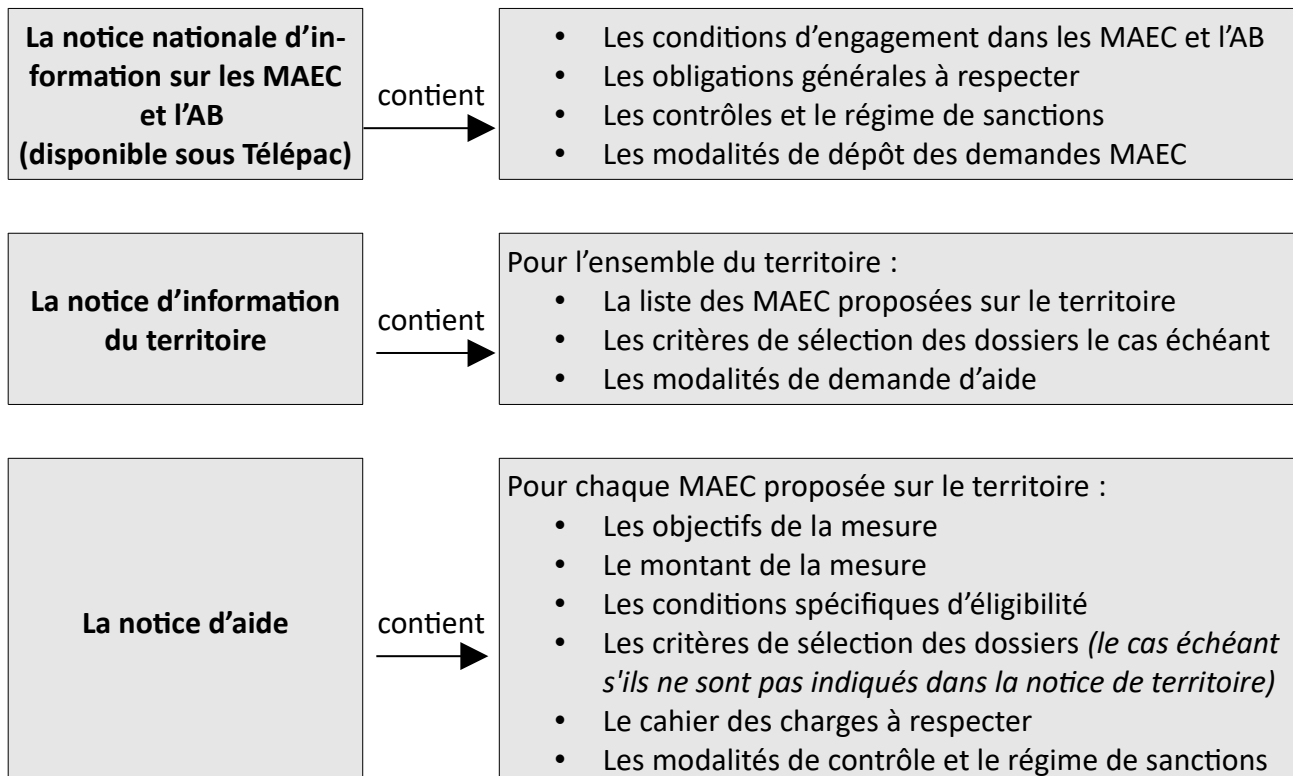 La notice nationale d’in-
formation sur les MAEC
et l’AB
(disponible sous Télépac)
contient
• Les conditions d’engagement dans les MAEC et l’AB
• Les obligations générales à respecter
• Les contrôles et le régime de sanctions
• Les modalités de dépôt des demandes MAEC
La notice d’information
du territoire
contient
Pour l’ensemble du territoire :
• La liste des MAEC proposées sur le territoire
• Les critères de sélection des dossiers le cas échéant
• Les modalités de demande d’aide
La notice d’aide
contient
Pour chaque MAEC proposée sur le territoire :
• Les objectifs de la mesure
• Le montant de la mesure
• Les conditions spécifiques d’éligibilité
• Les critères de sélection des dossiers (le cas échéant
s'ils ne sont pas indiqués dans la notice de territoire)
• Le cahier des charges à respecter
• Les modalités de contrôle et le régime de sanctions